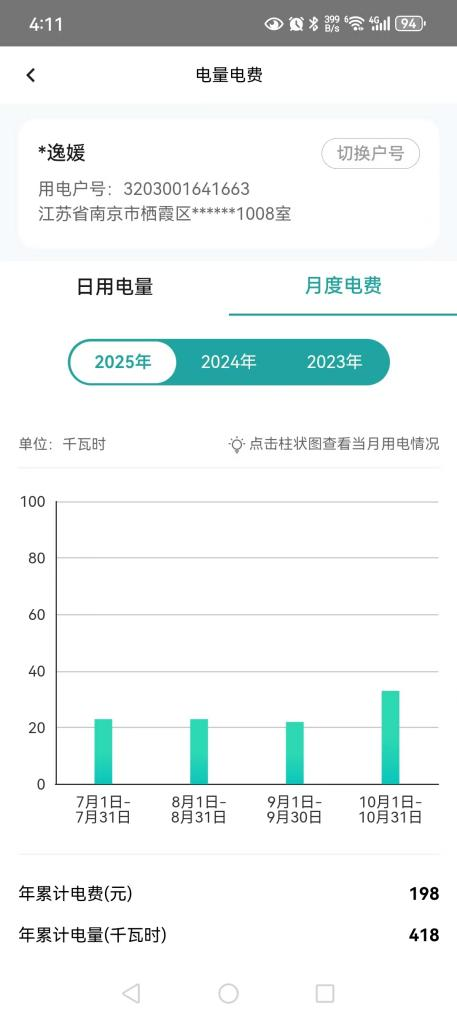 4:11
399 B/s
6
4G
94
电量电费
*逸媛
切换户号
用电户号：3203001641663
江苏省南京市栖霞区******1008室
日用电量
月度电费
2025年
2024年
2023年
单位：千瓦时
点击柱状图查看当月用电情况
100
80
60
40
20
0
7月1日-
7月31日
8月1日-
8月31日
9月1日-
9月30日
10月1日-
10月31日
年累计电费(元)
198
年累计电量(千瓦时)
418